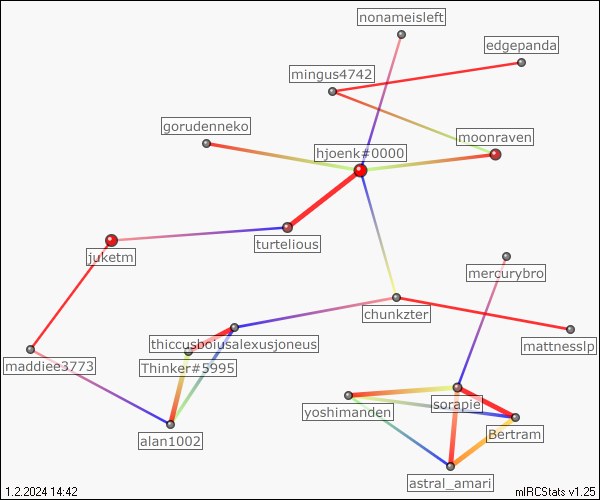 nonameisleft
edgepanda
mingus4742
gorudenneko
moonraven
hjoenk#0000
turtelious
juketm
mercurybro
chunkzter
mattnesslp
thiccusbolusalexusjoneus
maddiee3773
Thinker#5995
yoshimanden
sorapie
Bertram
alan1002
astral_amari
1.2.2024 14:42
mIRCStats v1.25